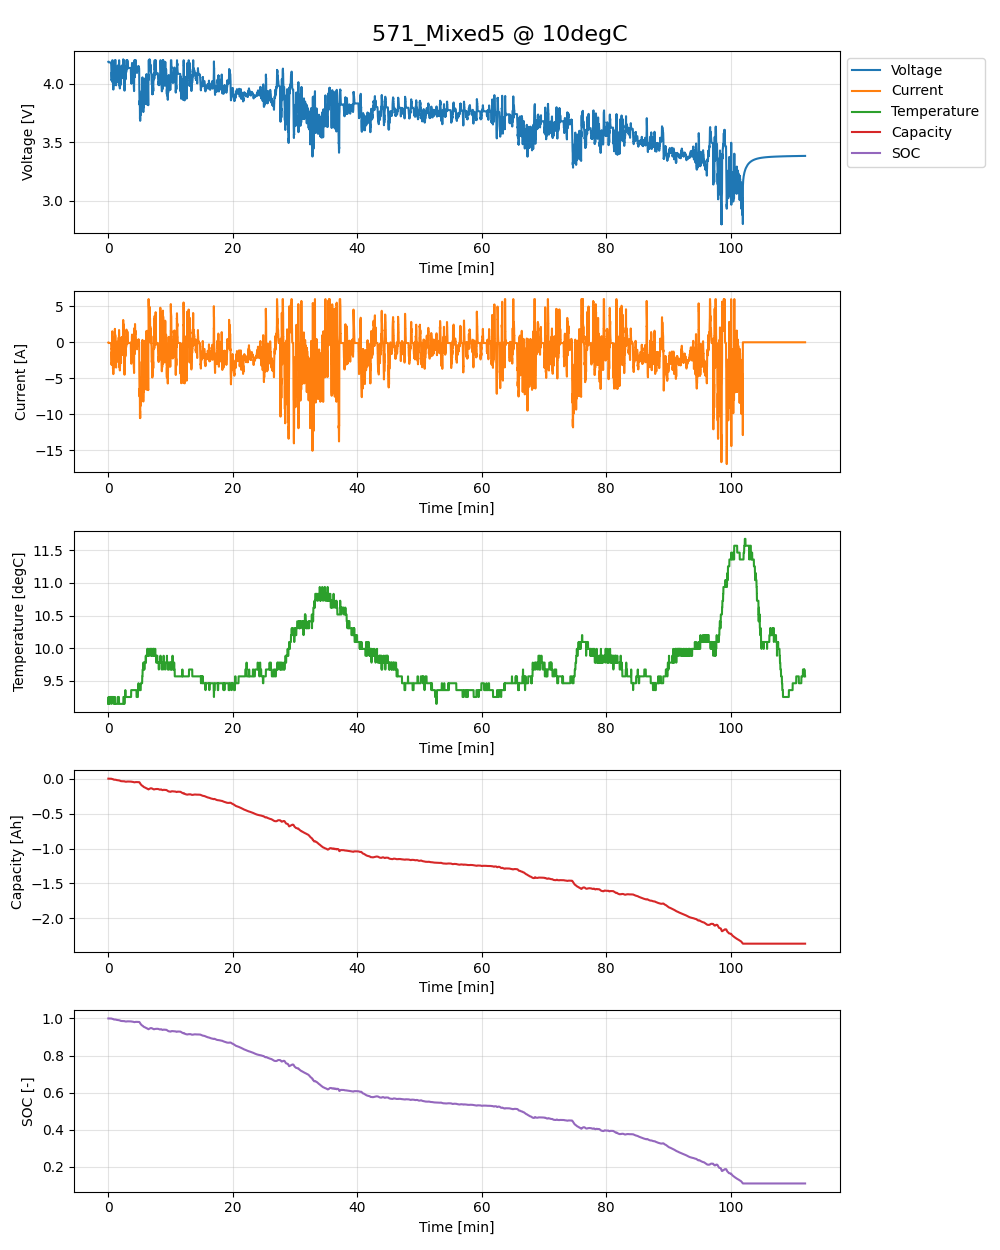 571_Mixed5 @ 10degC
4.0
3.5
3.0
Voltage [V]
0 20 40 60 80 100
Time [min]
Voltage
Current
Temperature
Capacity
SOC
5
0
−5
−10
−15
Current [A]
0 20 40 60 80 100
Time [min]
11.5
11.0
10.5
10.0
9.5
Temperature [degC]
0 20 40 60 80 100
Time [min]
0.0
−0.5
−1.0
−1.5
−2.0
Capacity [Ah]
0 20 40 60 80 100
Time [min]
1.0
0.8
0.6
0.4
0.2
SOC [-]
0 20 40 60 80 100
Time [min]